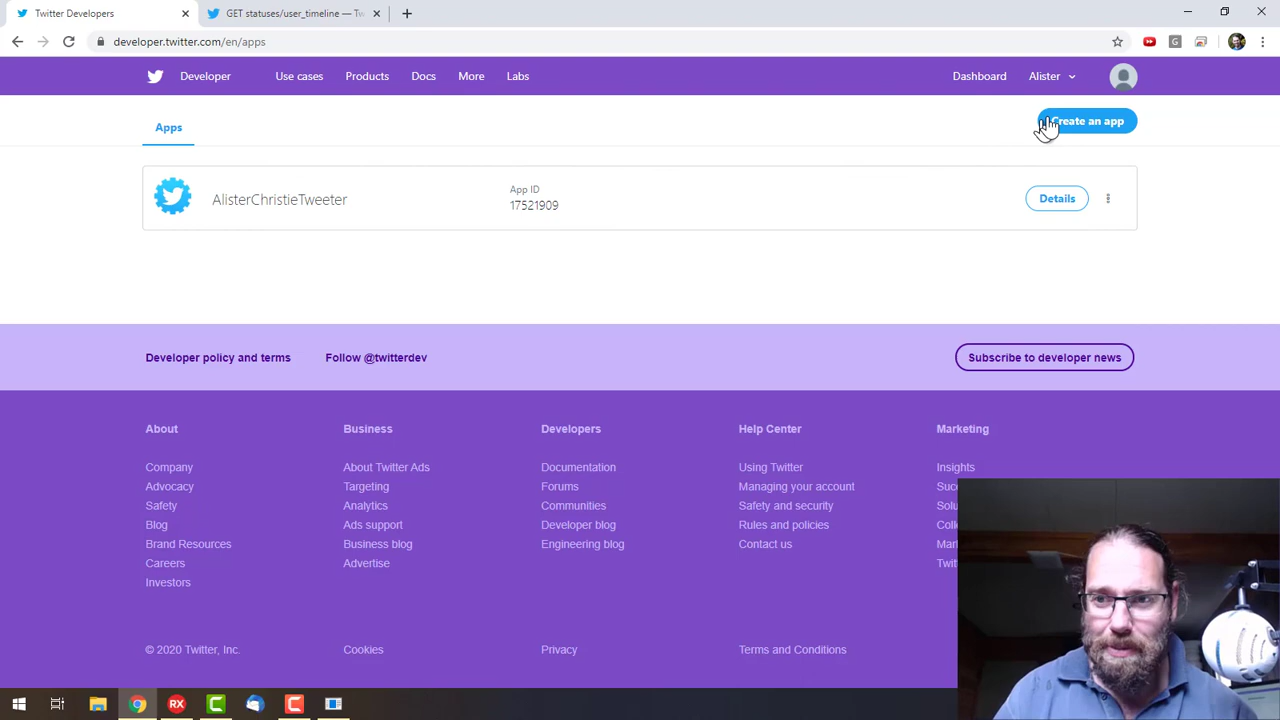 Twitter Developers
GET statuses/user_timeline — Tw
developer.twitter.com/en/apps
Developer Use cases Products Docs More Labs Dashboard Alister
Apps
Create an app
AlisterChristieTweeter
App ID
17521909
Details
Developer policy and terms Follow @twitterdev Subscribe to developer news
About
Company
Advocacy
Safety
Blog
Brand Resources
Careers
Investors
Business
About Twitter Ads
Targeting
Analytics
Ads support
Business blog
Advertise
Developers
Documentation
Forums
Communities
Developer blog
Engineering blog
Help Center
Using Twitter
Managing your account
Safety and security
Rules and policies
Contact us
Marketing
Insights
© 2020 Twitter, Inc. Cookies Privacy Terms and Conditions
RX